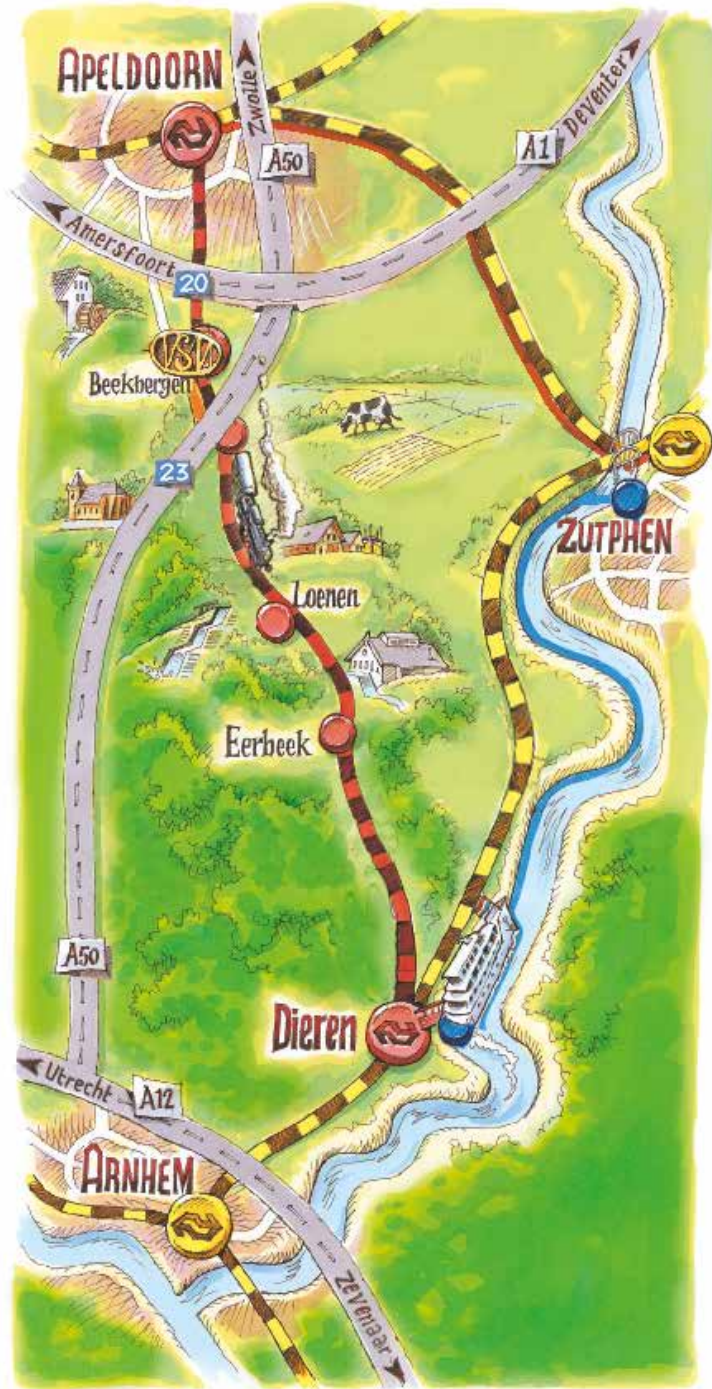 APELDOORN
Zwolle
A50
A1
Deventer
Amersfoort
20
VSM
Beekbergen
23
ZUTPHEN
Loenen
Eerbeek
A50
Dieren
Utrecht
A12
ARNHEM
Zevenaar